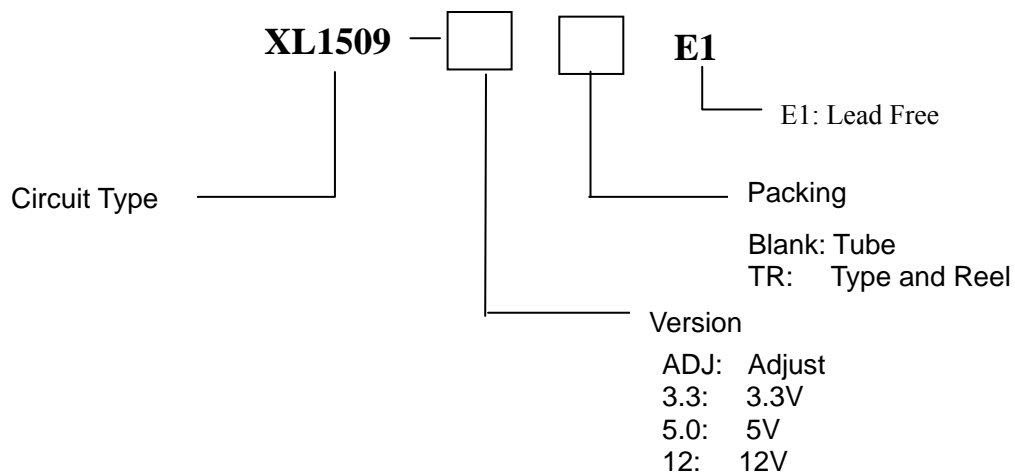 XL1509 — E1
E1: Lead Free
Circuit Type
Packing
Blank: Tube
TR: Type and Reel
Version
ADJ: Adjust
3.3: 3.3V
5.0: 5V
12: 12V